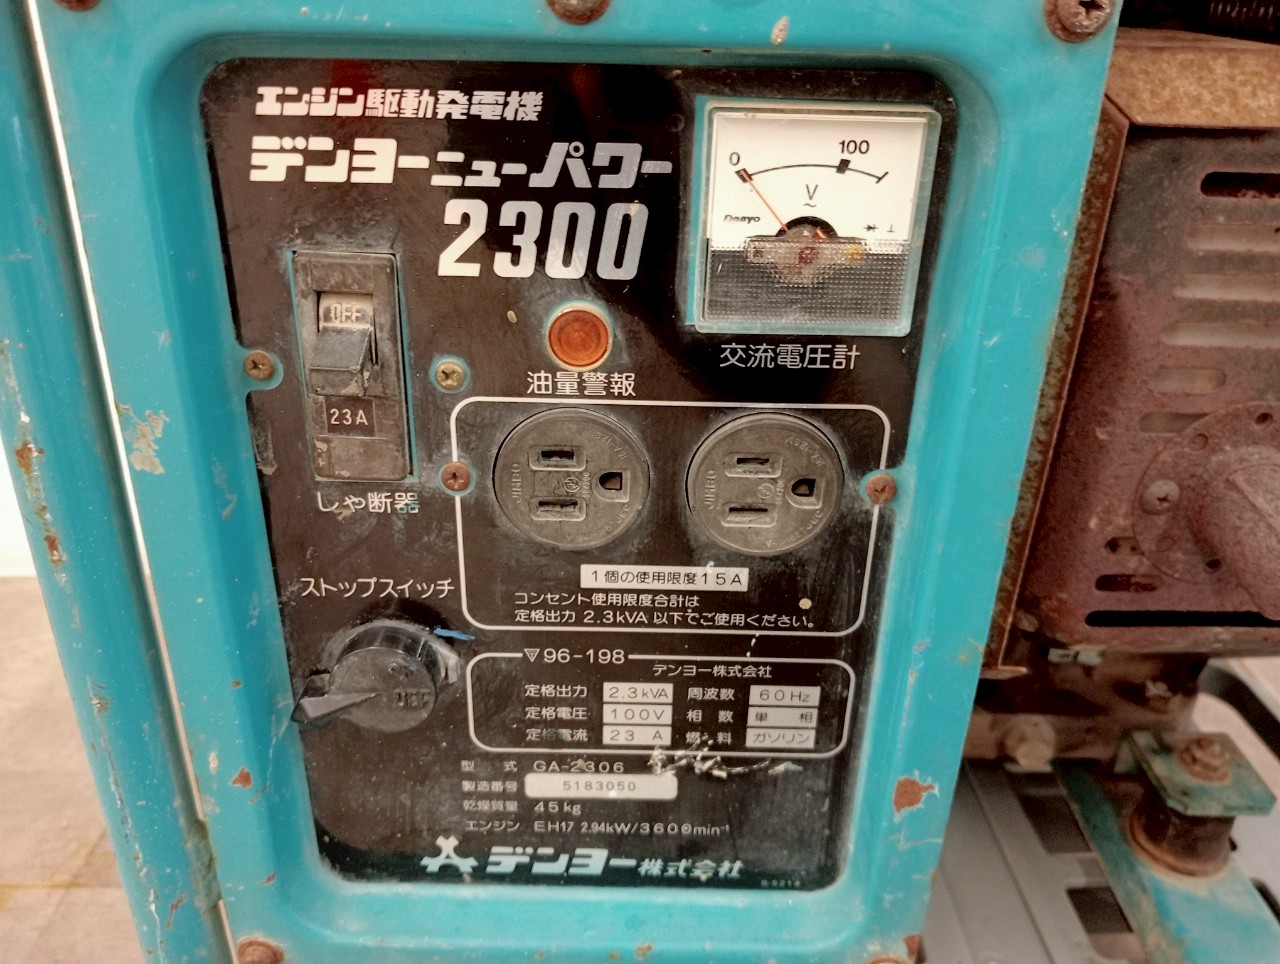 エンジン駆動発電機
デンヨーニューパワー
2300
0 100
V
Denyo
交流電圧計
OFF
23A
しゃ断器
油量警報
JIMBO
JIMBO
1個の使用限度15A
コンセント使用限度合計は
定格出力 2.3kVA 以下でご使用ください。
ストップスイッチ
OFF
96-198
デンヨー株式会社
定格出力 2.3kVA 周波数 60Hz
定格電圧 100V 相数 単相
定格電流 23 A 燃料 ガソリン
型式 GA-2306
製造番号 5183050
乾燥質量 45kg
エンジン EH17 2.94kW/3600min⁻¹
デンヨー株式会社